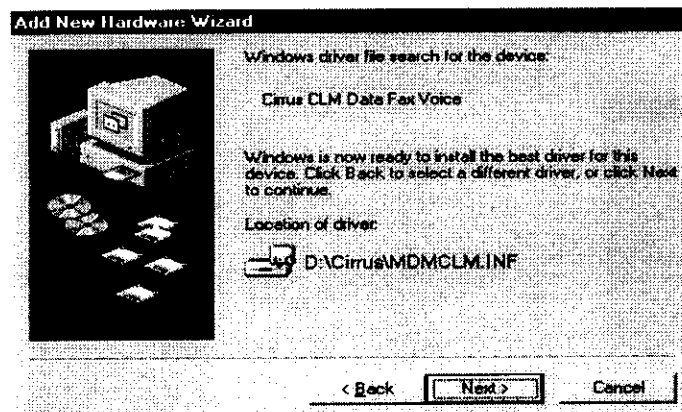 Add New Hardware Wizard
Windows driver file search for the device:
Cirrus CLM Data Fax Voice
Windows is now ready to install the best driver for this
device. Click Back to select a different driver, or click Next
to continue.
Location of driver:
D:\Cirrus\MDMCLM.INF
< Back
Next >
Cancel